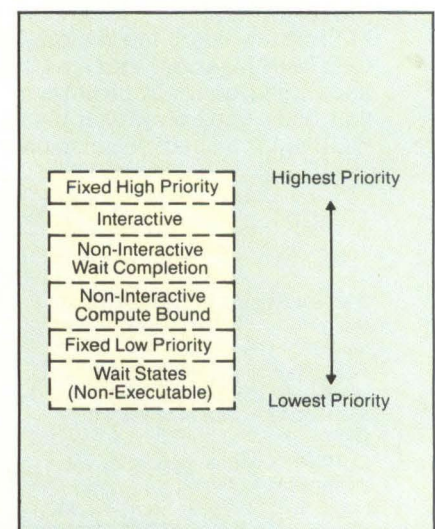 Fixed High Priority
Interactive
Non-Interactive
Wait Completion
Non-Interactive
Compute Bound
Fixed Low Priority
Wait States
(Non-Executable)
Highest Priority
Lowest Priority